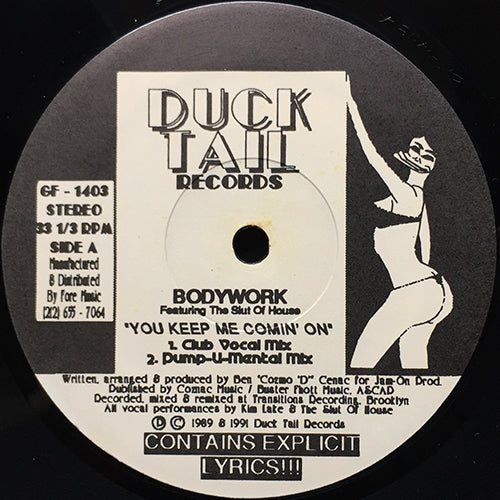 DUCK
TAIL
RECORDS
GF - 1403
STEREO
33 1/3 RPM
SIDE A
Manufactured
& Distributed
By Fore Music
(212) 655 - 7064
BODYWORK
Featuring The Slut Of House
"YOU KEEP ME COMIN' ON"
1. Club Vocal Mix
2. Pump-U-Mental Mix
Written, arranged & produced by Ben "Cozmo "D"" Cenac for Jam-On Prod.
Published by Cozmac Music / Buster Fhott Music, ASCAP
Recorded, mixed & remixed at Transitions Recording, Brooklyn
All vocal performances by Kim Lake & The Slut Of House
Ⓟ Ⓒ 1989 & 1991 Duck Tail Records
CONTAINS EXPLICIT
LYRICS!!!